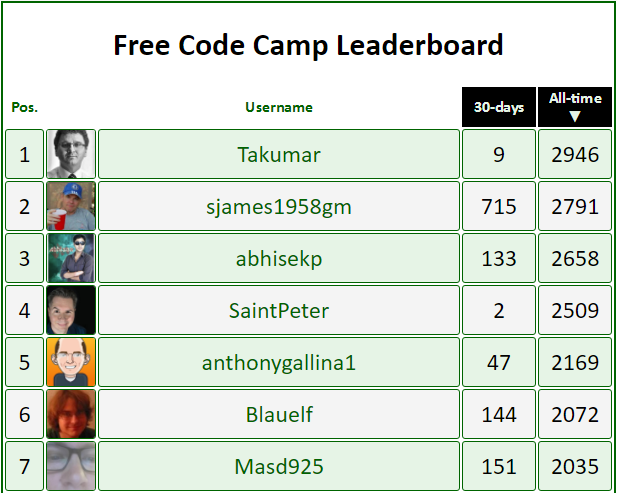 Free Code Camp Leaderboard
Pos. Username 30-days All-time ▼
1 Takumar 9 2946
2 sjames1958gm 715 2791
3 abhisekp 133 2658
4 SaintPeter 2 2509
5 anthonygallina1 47 2169
6 Blauelf 144 2072
7 Masd925 151 2035